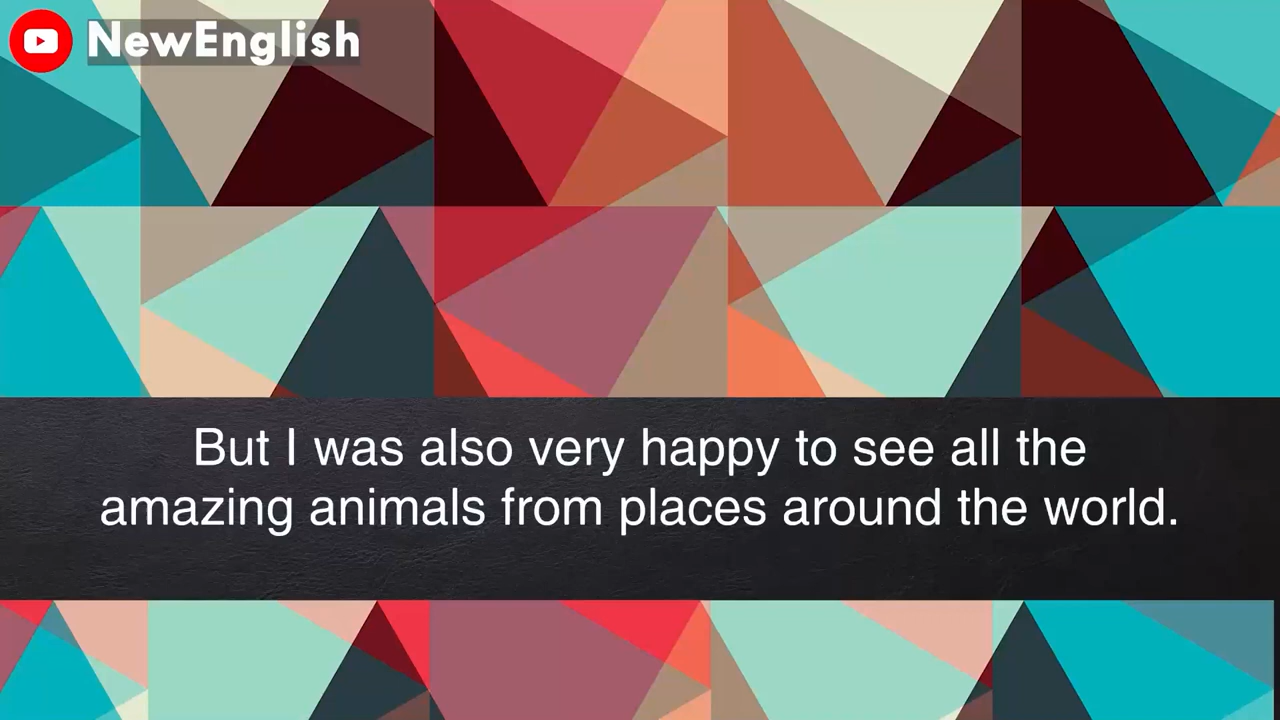 NewEnglish
But I was also very happy to see all the
amazing animals from places around the world.